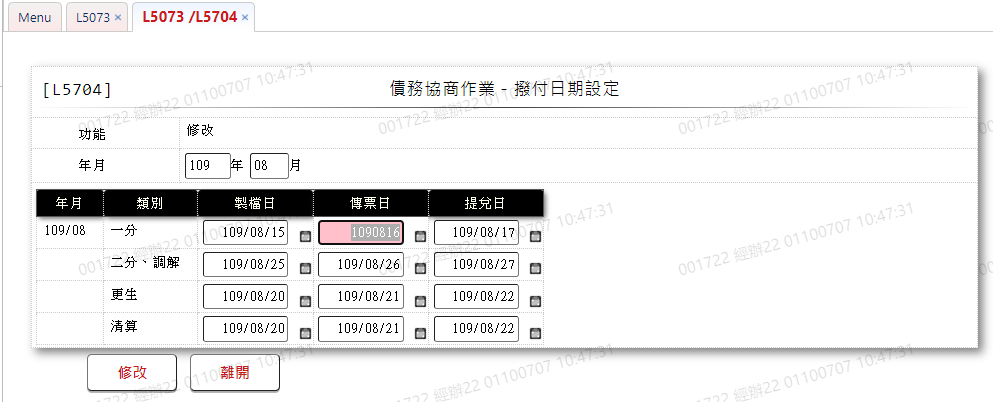 Menu L5073 × L5073 /L5704 ×
[L5704] 債務協商作業 - 撥付日期設定
功能 修改
年月 109 年 08 月
年月 類別 製檔日 傳票日 提兌日
109/08 一分 109/08/15 1090816 109/08/17
二分、調解 109/08/25 109/08/26 109/08/27
更生 109/08/20 109/08/21 109/08/22
清算 109/08/20 109/08/21 109/08/22
修改 離開
001722 經辦22 01100707 10:47:31